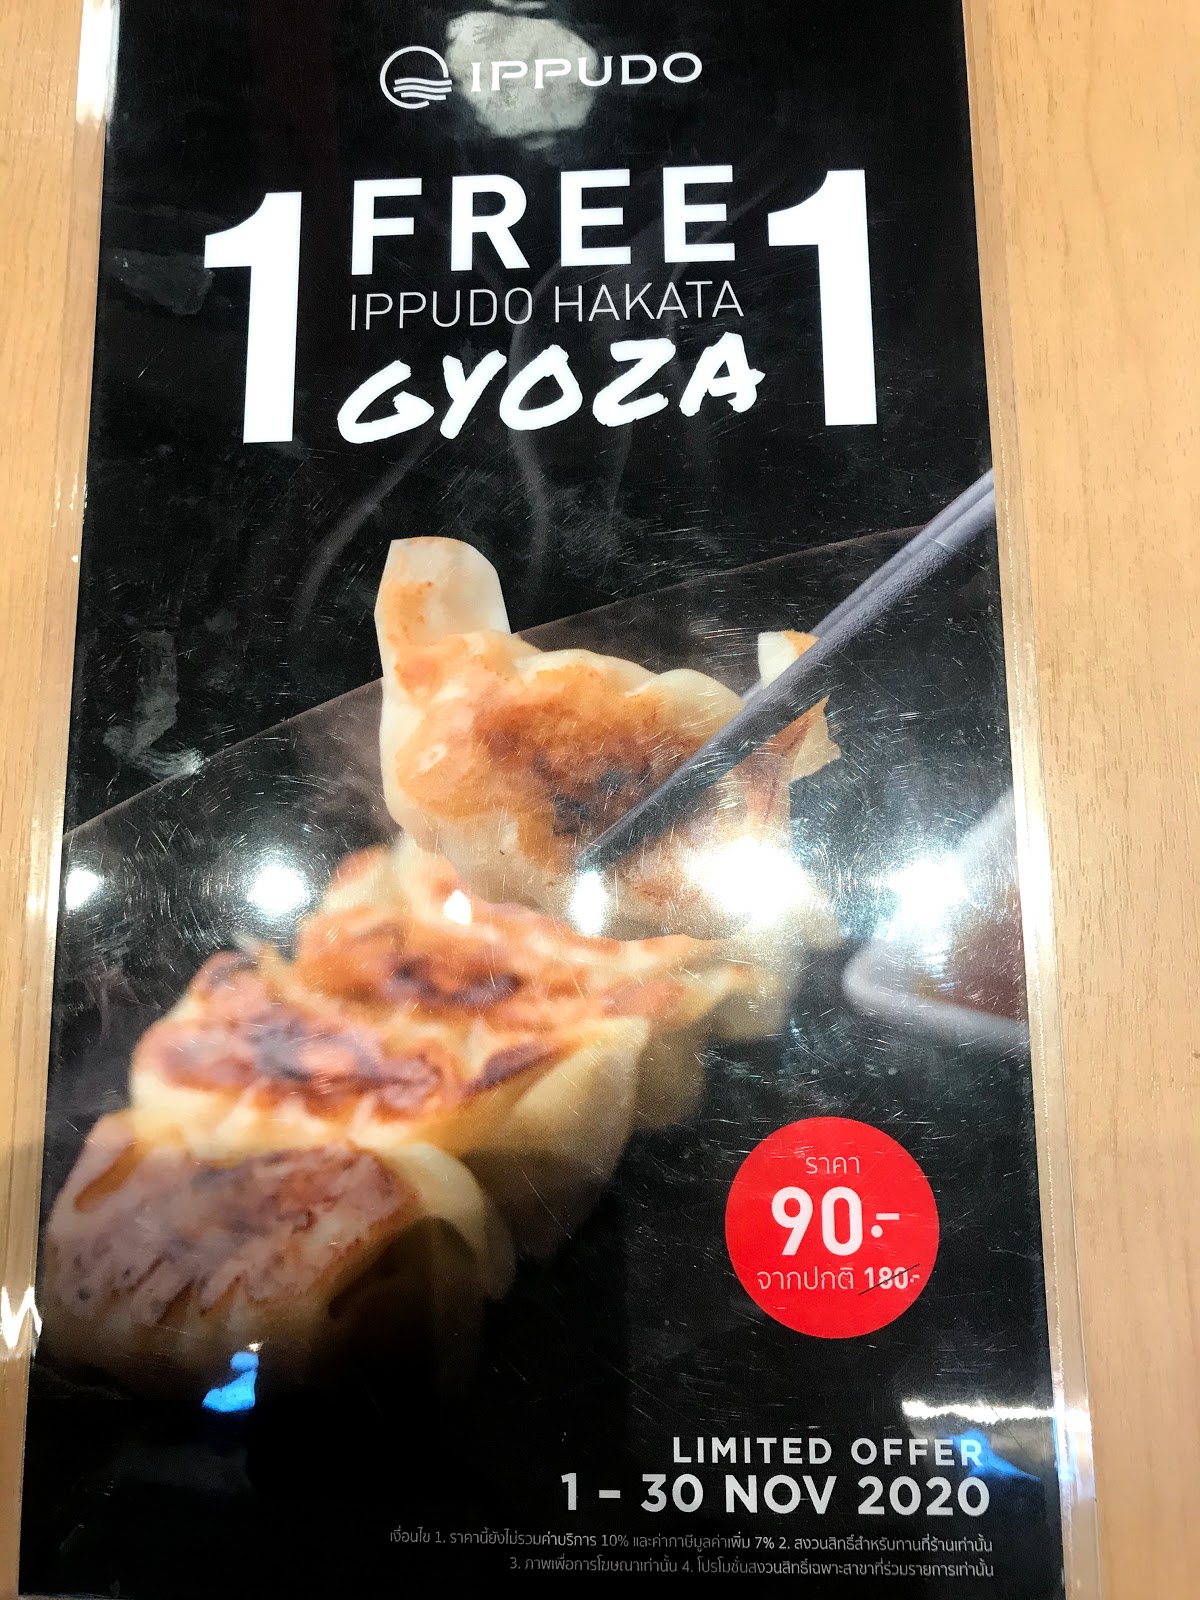 IPPUDO
1 FREE 1
IPPUDO HAKATA
GYOZA
ราคา
90.-
จากปกติ 180.-
LIMITED OFFER
1 – 30 NOV 2020
เงื่อนไข 1. ราคานี้ยังไม่รวมค่าบริการ 10% และค่าภาษีมูลค่าเพิ่ม 7% 2. สงวนสิทธิ์สำหรับทานที่ร้านเท่านั้น
3. ภาพเพื่อการโฆษณาเท่านั้น 4. โปรโมชั่นสงวนสิทธิ์เฉพาะสาขาที่ร่วมรายการเท่านั้น